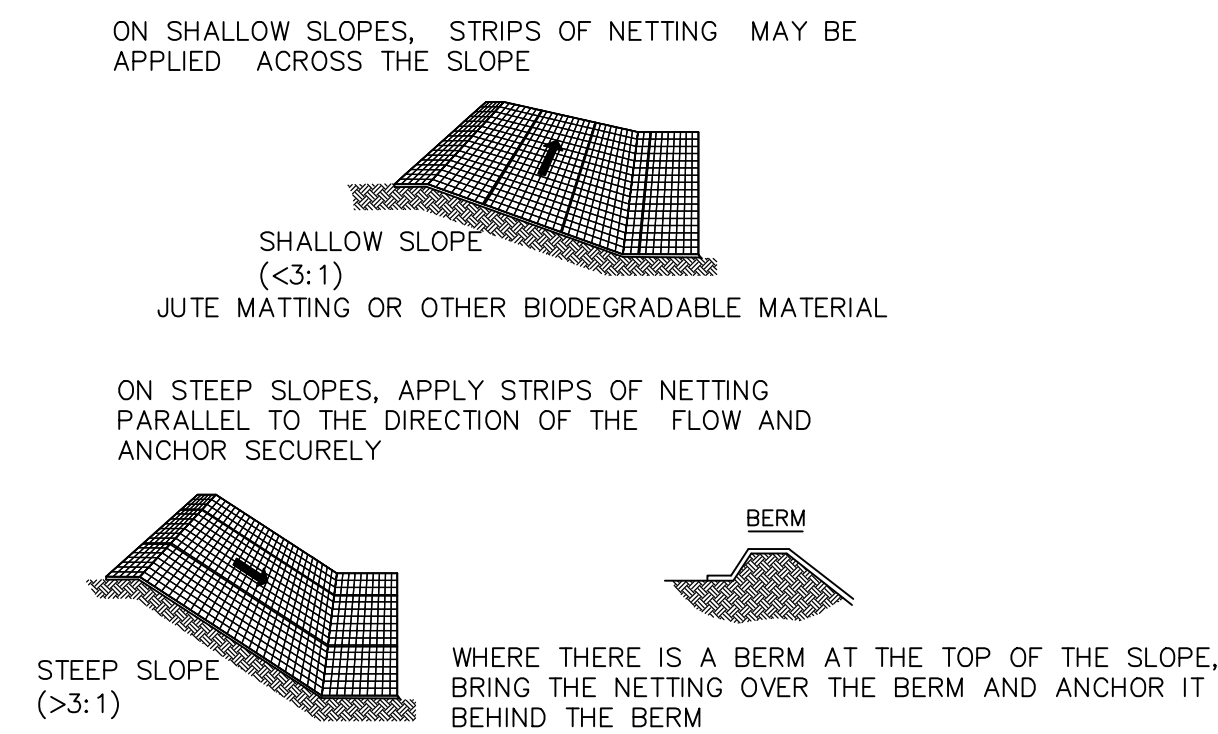 ON SHALLOW SLOPES, STRIPS OF NETTING MAY BE
APPLIED ACROSS THE SLOPE
SHALLOW SLOPE
(<3:1)
JUTE MATTING OR OTHER BIODEGRADABLE MATERIAL
ON STEEP SLOPES, APPLY STRIPS OF NETTING
PARALLEL TO THE DIRECTION OF THE FLOW AND
ANCHOR SECURELY
STEEP SLOPE
(>3:1)
BERM
WHERE THERE IS A BERM AT THE TOP OF THE SLOPE,
BRING THE NETTING OVER THE BERM AND ANCHOR IT
BEHIND THE BERM